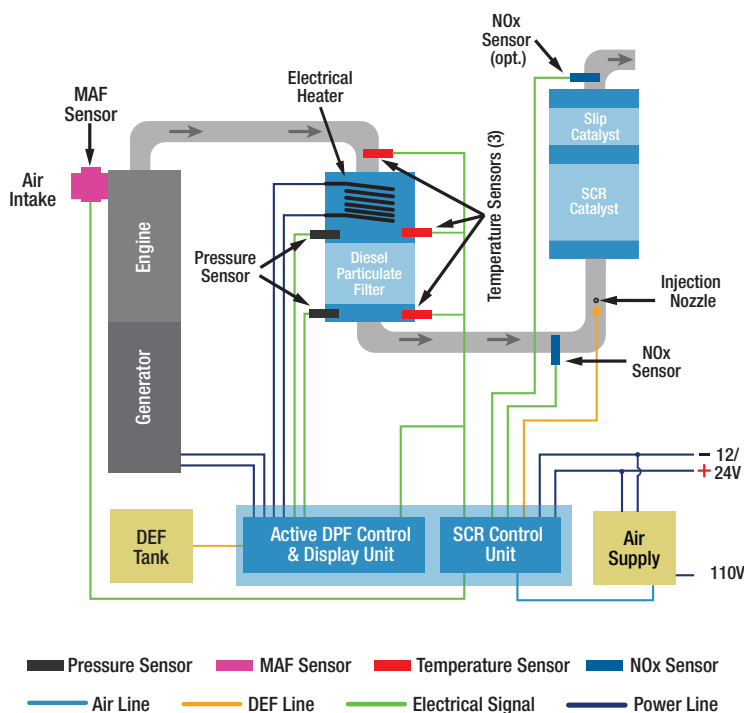 NOx
Sensor
(opt.)
Electrical
Heater
MAF
Sensor
Slip
Catalyst
Air
Intake
Temperature Sensors (3)
SCR
Catalyst
Engine
Pressure
Sensor
Diesel
Particulate
Filter
Injection
Nozzle
Generator
NOx
Sensor
− 12/
+ 24V
DEF
Tank
Active DPF Control
& Display Unit
SCR Control
Unit
Air
Supply
110V
Pressure Sensor
MAF Sensor
Temperature Sensor
NOx Sensor
Air Line
DEF Line
Electrical Signal
Power Line